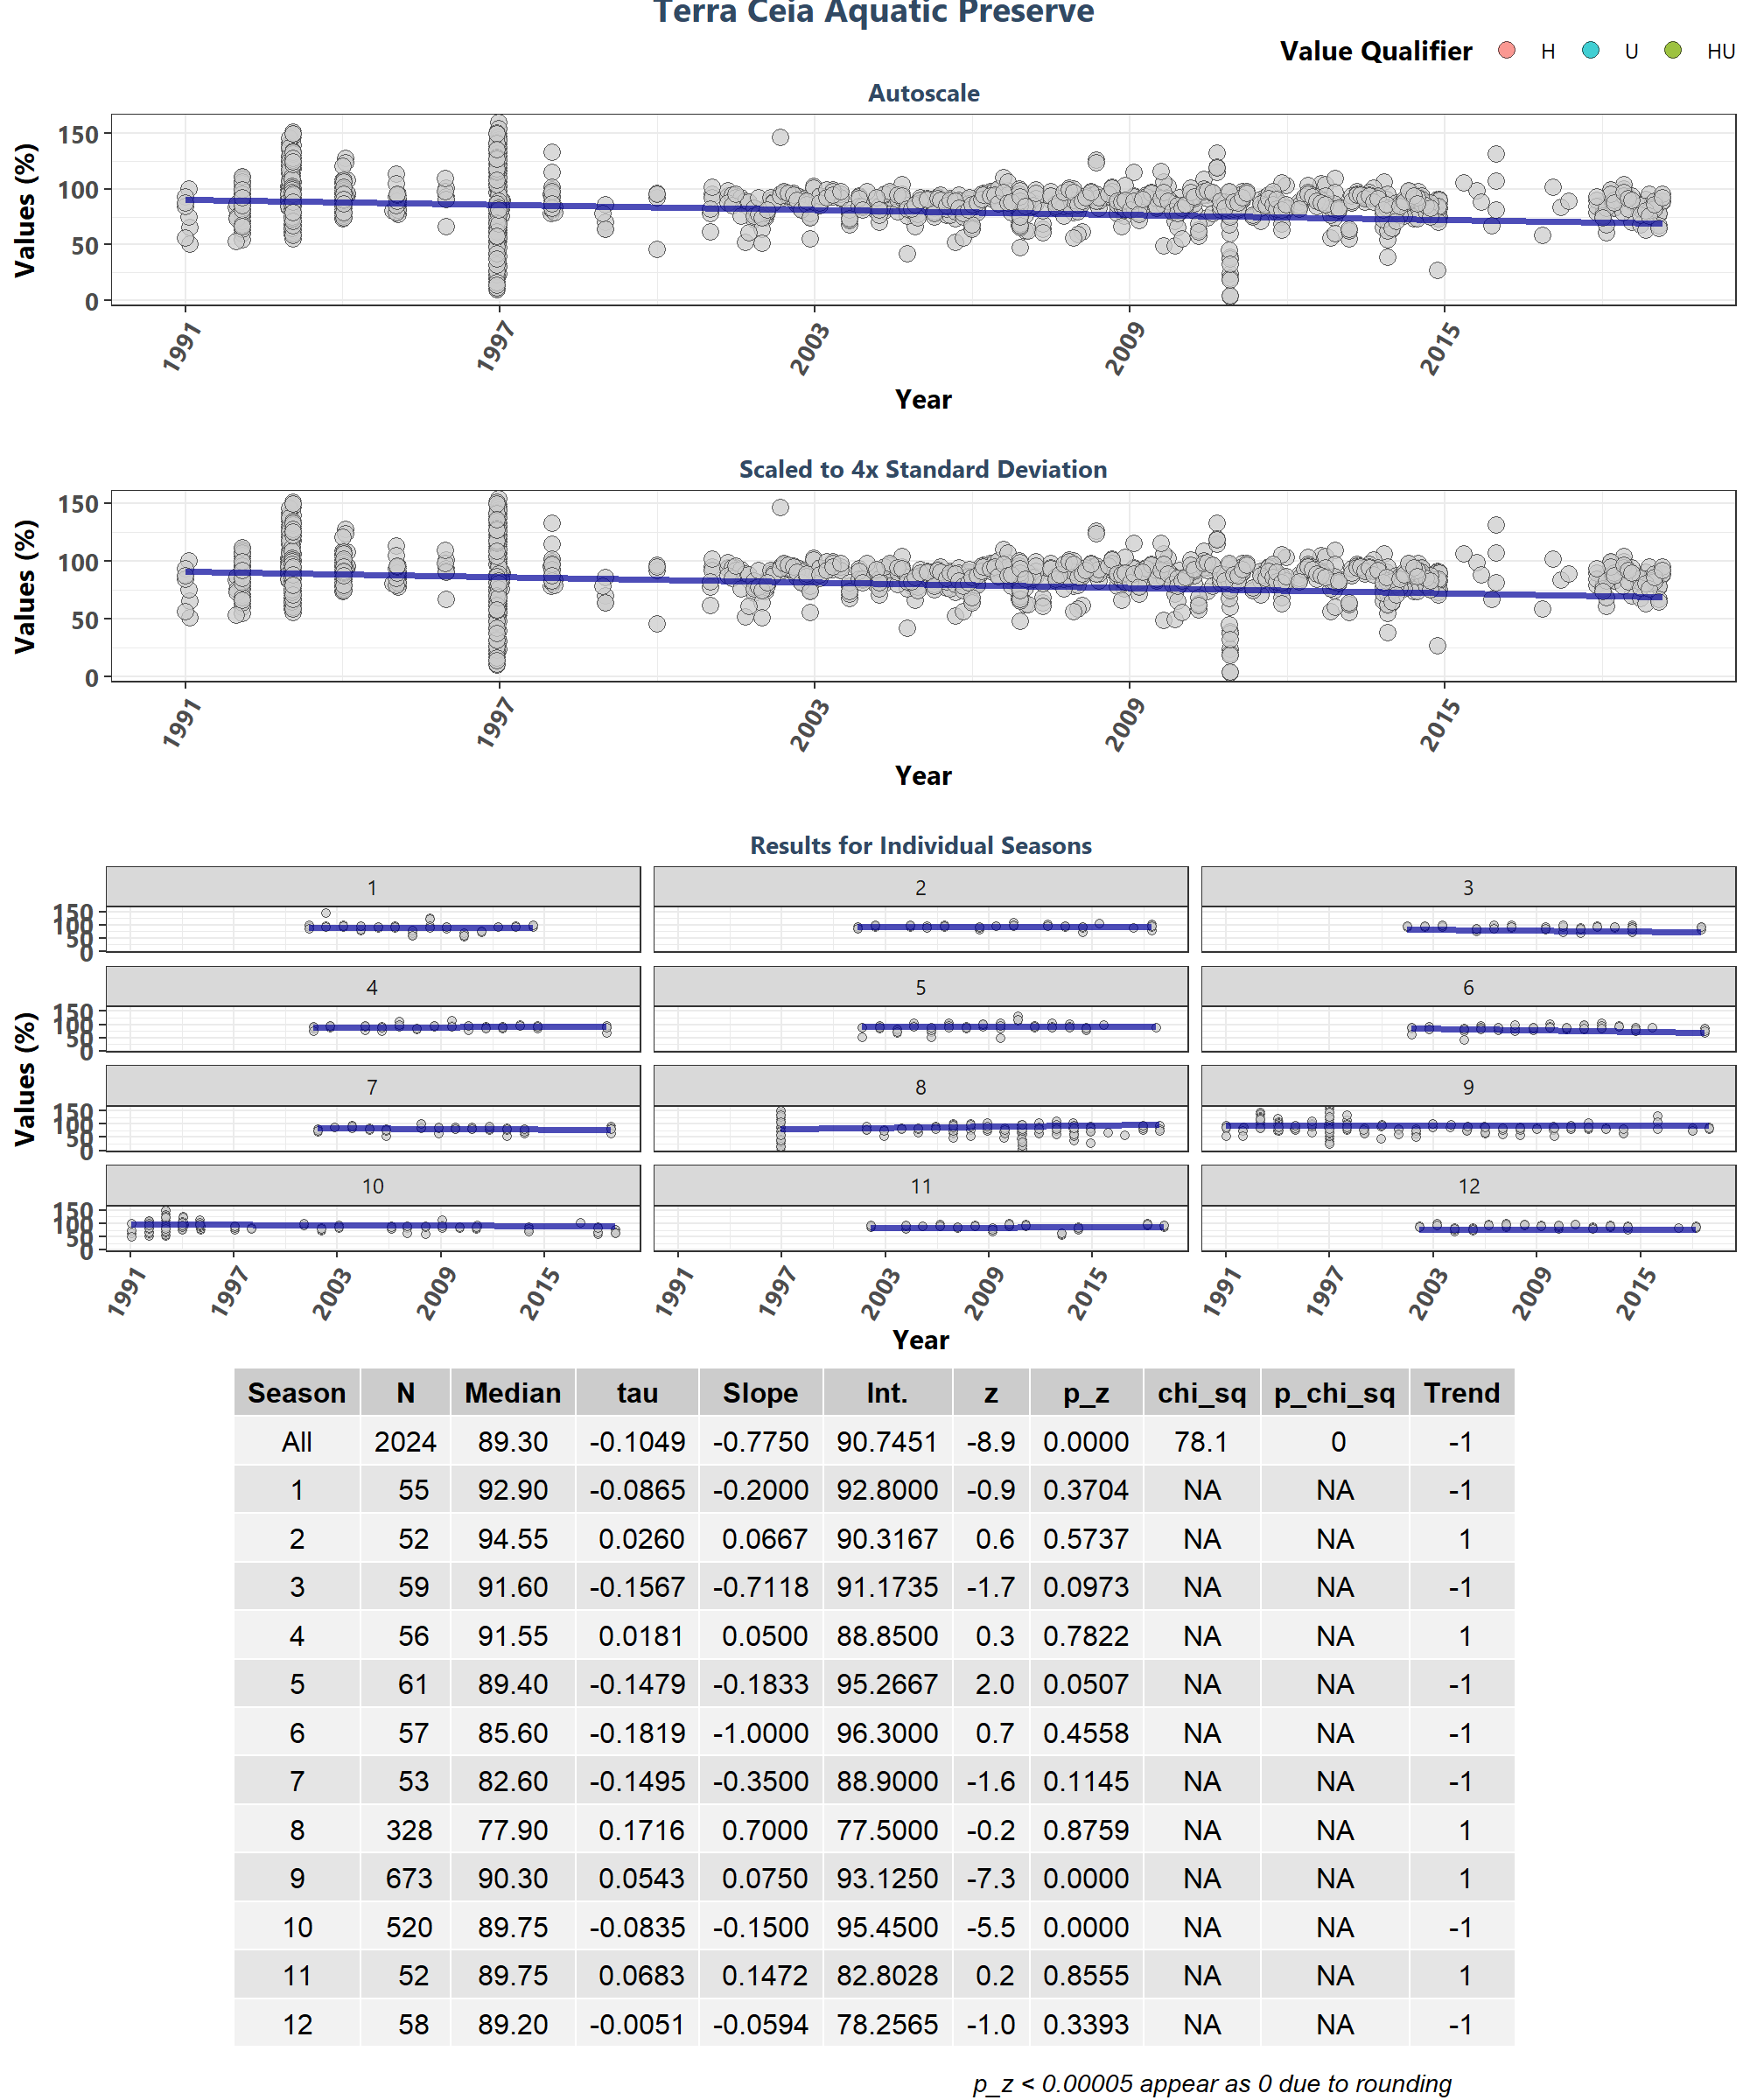 Terra Ceia Aquatic Preserve
Value Qualifier H U HU
Autoscale
Values (%)
150
100
50
0
1991 1997 2003 2009 2015
Year
Scaled to 4x Standard Deviation
Values (%)
150
100
50
0
1991 1997 2003 2009 2015
Year
Results for Individual Seasons
Values (%)
1 2 3
150
100
50
0
4 5 6
150
100
50
0
7 8 9
150
100
50
0
10 11 12
150
100
50
0
1991 1997 2003 2009 2015 1991 1997 2003 2009 2015 1991 1997 2003 2009 2015
Year
Season N Median tau Slope Int. z p_z chi_sq p_chi_sq Trend
All 2024 89.30 -0.1049 -0.7750 90.7451 -8.9 0.0000 78.1 0 -1
1 55 92.90 -0.0865 -0.2000 92.8000 -0.9 0.3704 NA NA -1
2 52 94.55 0.0260 0.0667 90.3167 0.6 0.5737 NA NA 1
3 59 91.60 -0.1567 -0.7118 91.1735 -1.7 0.0973 NA NA -1
4 56 91.55 0.0181 0.0500 88.8500 0.3 0.7822 NA NA 1
5 61 89.40 -0.1479 -0.1833 95.2667 2.0 0.0507 NA NA -1
6 57 85.60 -0.1819 -1.0000 96.3000 0.7 0.4558 NA NA -1
7 53 82.60 -0.1495 -0.3500 88.9000 -1.6 0.1145 NA NA -1
8 328 77.90 0.1716 0.7000 77.5000 -0.2 0.8759 NA NA 1
9 673 90.30 0.0543 0.0750 93.1250 -7.3 0.0000 NA NA 1
10 520 89.75 -0.0835 -0.1500 95.4500 -5.5 0.0000 NA NA -1
11 52 89.75 0.0683 0.1472 82.8028 0.2 0.8555 NA NA 1
12 58 89.20 -0.0051 -0.0594 78.2565 -1.0 0.3393 NA NA -1
p_z < 0.00005 appear as 0 due to rounding